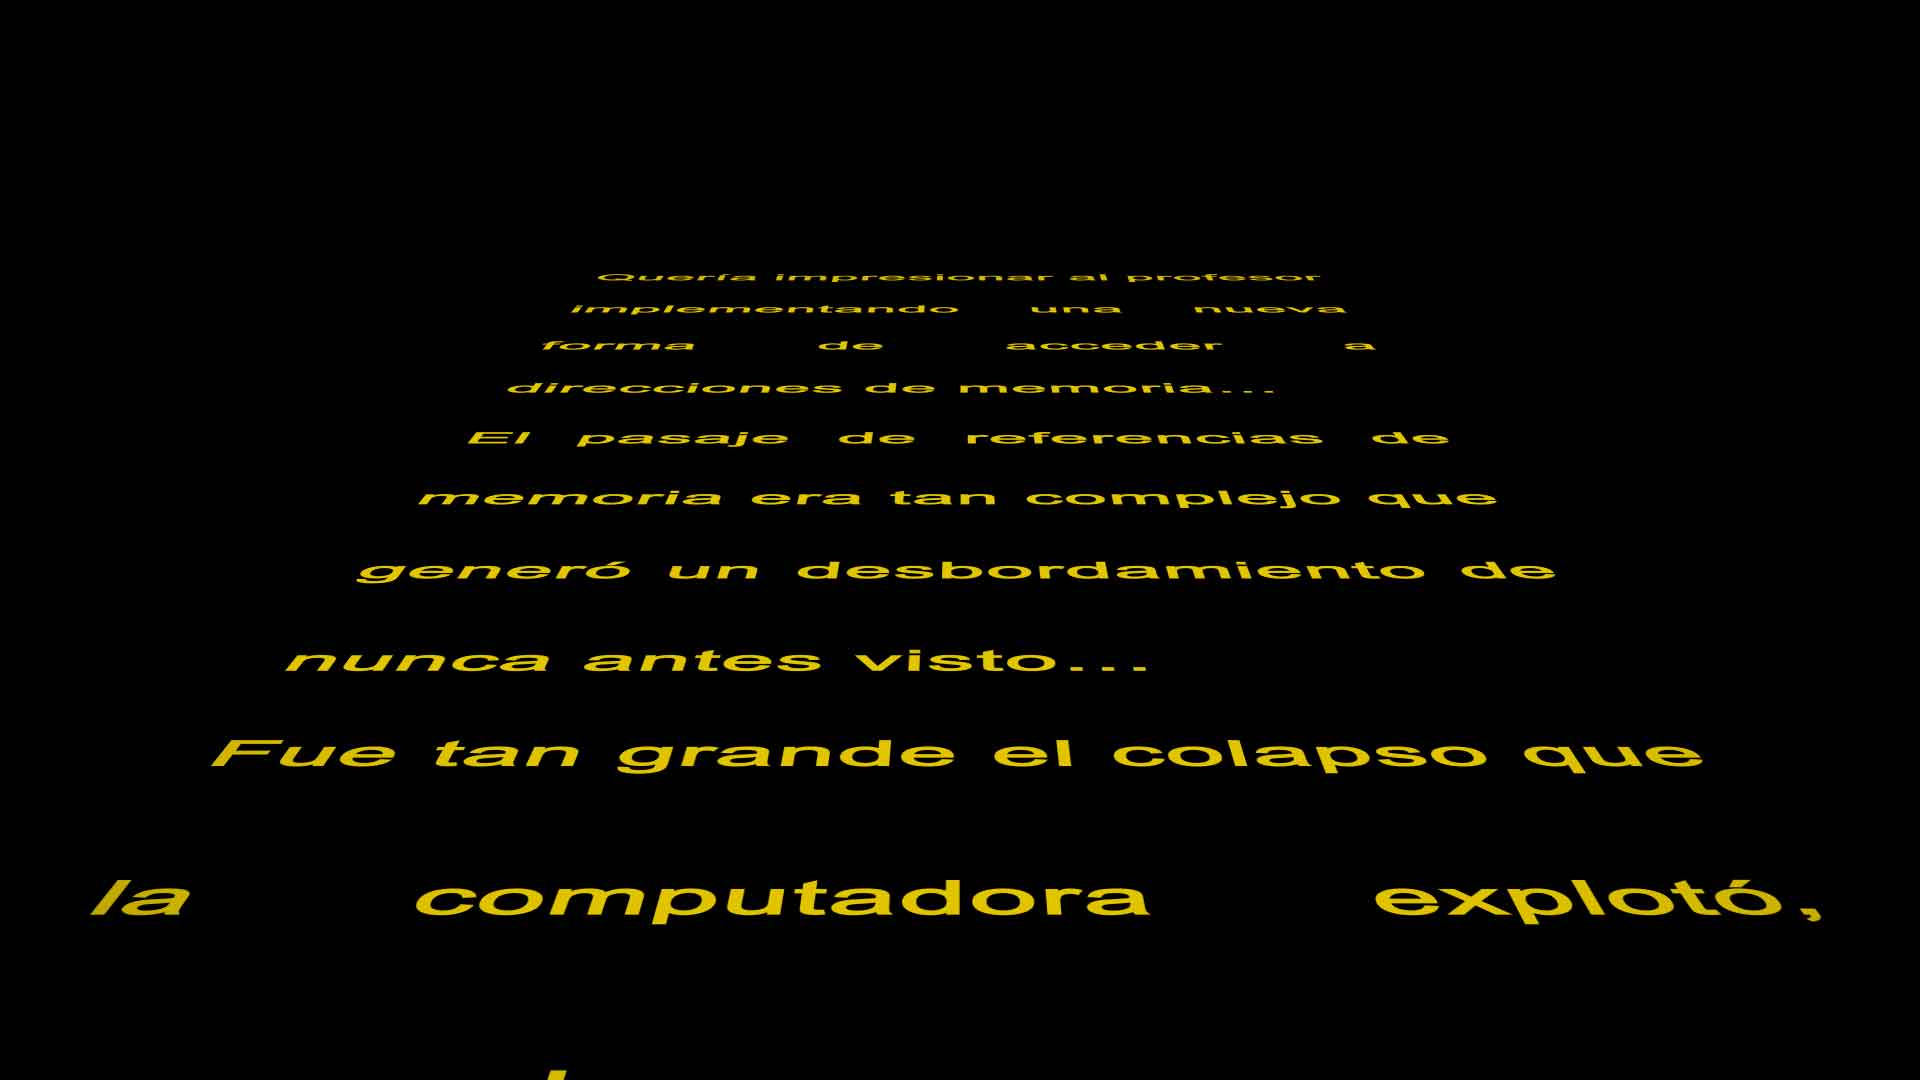 Quería impresionar al profesor
implementando una nueva
forma de acceder a
direcciones de memoria...
El pasaje de referencias de
memoria era tan complejo que
generó un desbordamiento de
nunca antes visto...
Fue tan grande el colapso que
la computadora explotó,